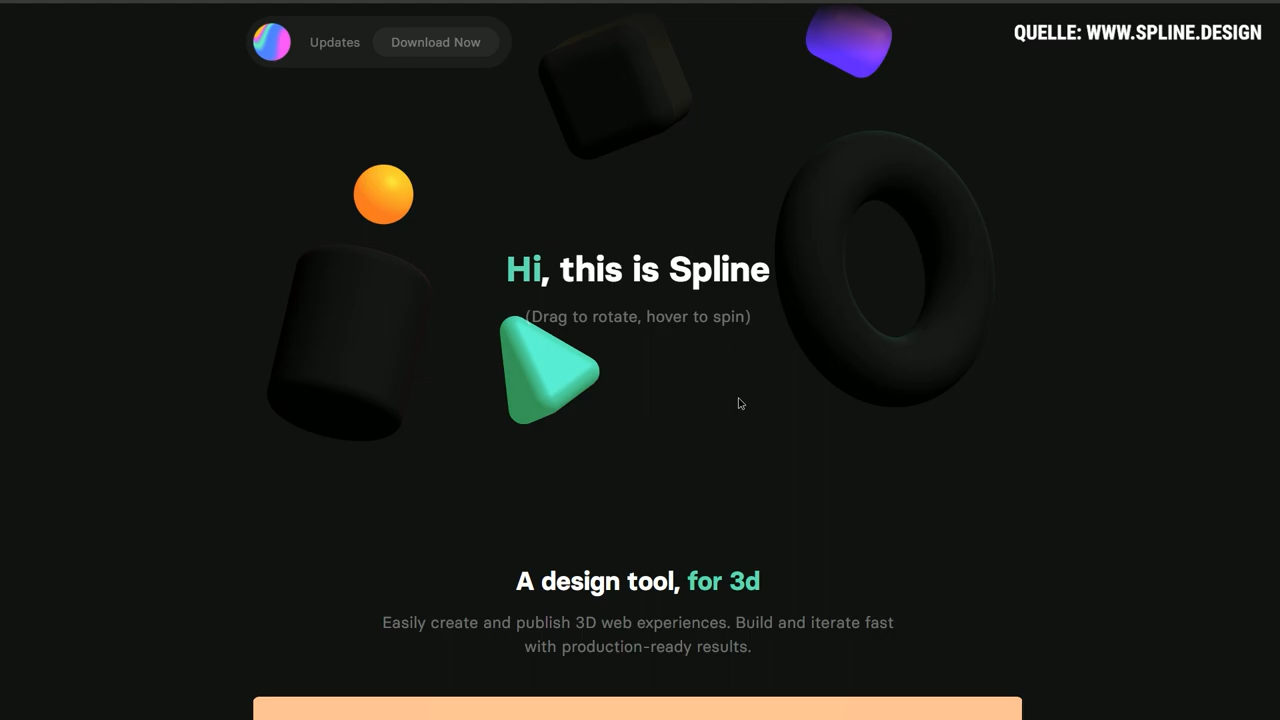 Updates
Download Now
QUELLE: WWW.SPLINE.DESIGN
Hi, this is Spline
(Drag to rotate, hover to spin)
A design tool, for 3d
Easily create and publish 3D web experiences. Build and iterate fast
with production-ready results.